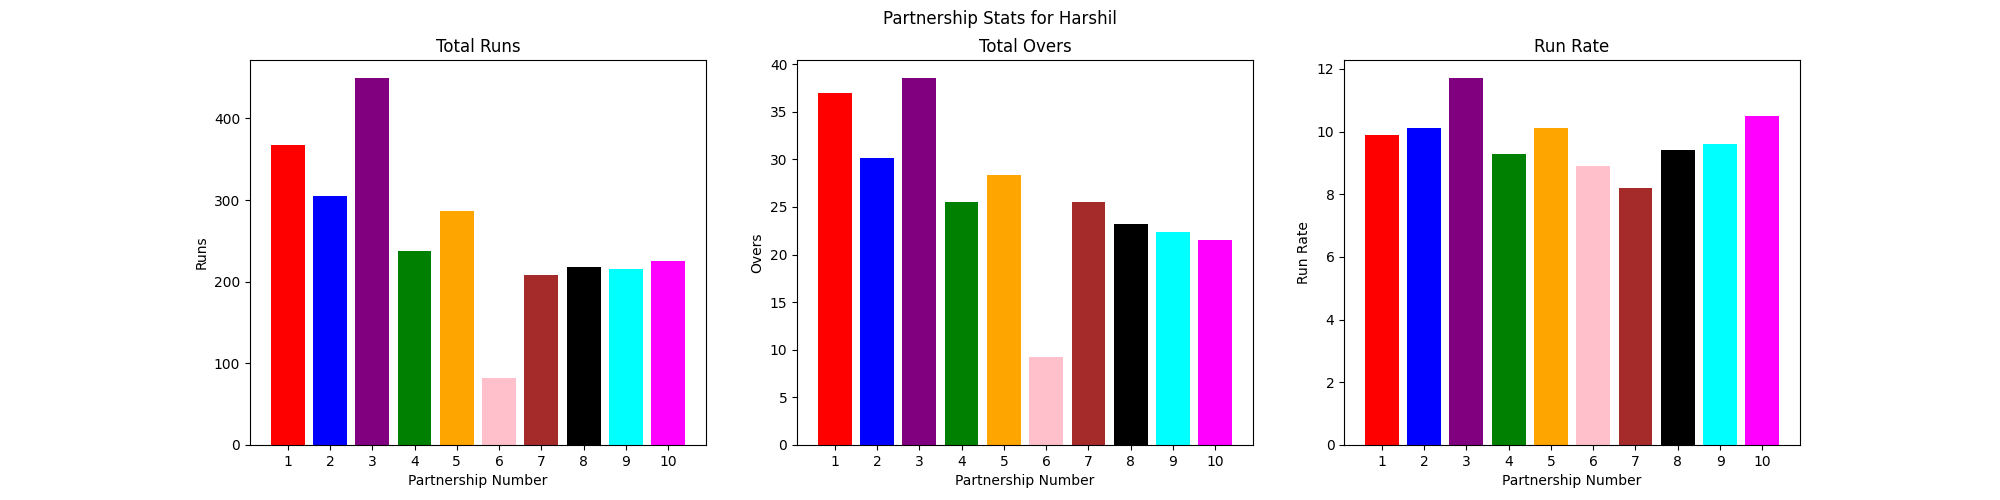 Partnership Stats for Harshil
Total Runs
Runs
400
300
200
100
0
1 2 3 4 5 6 7 8 9 10
Partnership Number
Total Overs
Overs
40
35
30
25
20
15
10
5
0
1 2 3 4 5 6 7 8 9 10
Partnership Number
Run Rate
Run Rate
12
10
8
6
4
2
0
1 2 3 4 5 6 7 8 9 10
Partnership Number